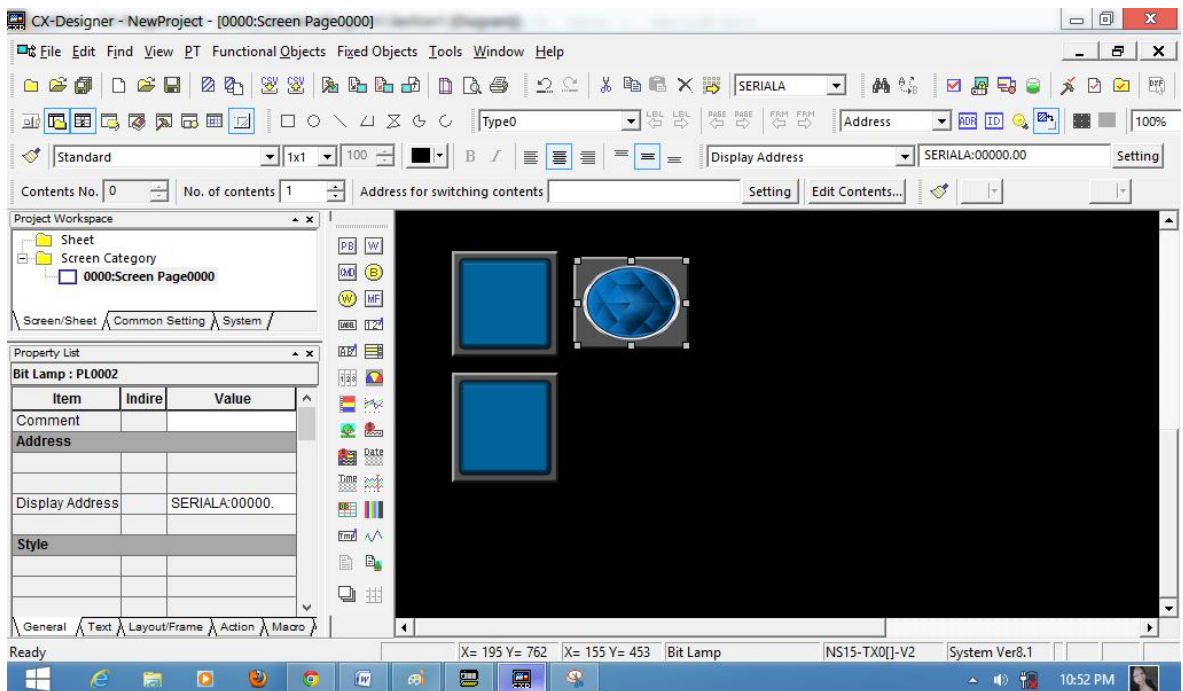 CX-Designer - NewProject - [0000:Screen Page0000]
File Edit Find View PT Functional Objects Fixed Objects Tools Window Help
SERIALA
Type0 Address 100%
Standard 1x1 100 B I Display Address SERIALA:00000.00 Setting
Contents No. 0 No. of contents 1 Address for switching contents Setting Edit Contents...
Project Workspace
Sheet
Screen Category
0000:Screen Page0000
Screen/Sheet Common Setting System
Property List
Bit Lamp : PL0002
Item Indire Value
Comment
Address
Display Address SERIALA:00000.
Style
General Text Layout/Frame Action Macro
PB W
CMD B
W MF
Date
Time
Ready X= 195 Y= 762 X= 155 Y= 453 Bit Lamp NS15-TX0[]-V2 System Ver8.1
10:52 PM